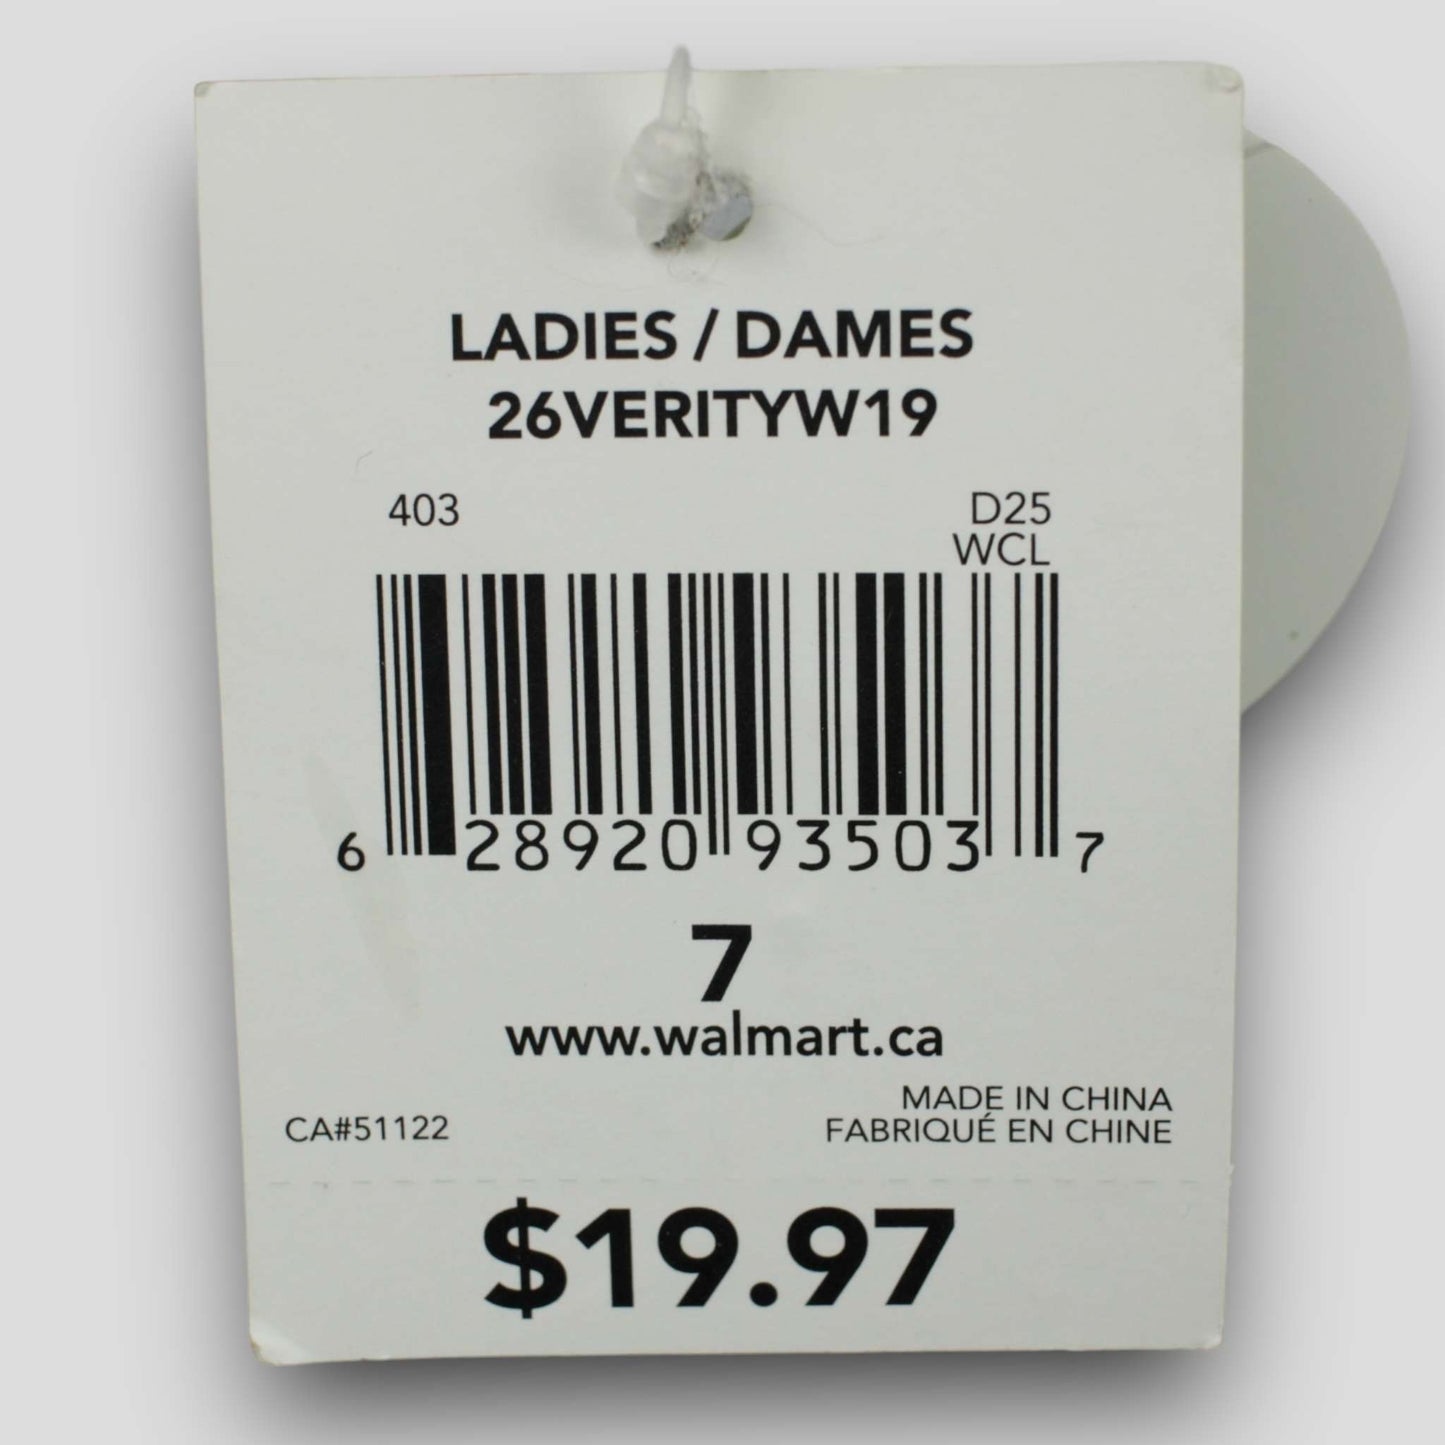 LADIES / DAMES
26VERITYW19
403
D25
WCL
6 28920 93503 7
7
www.walmart.ca
MADE IN CHINA
CA#51122
FABRIQUÉ EN CHINE
$19.97